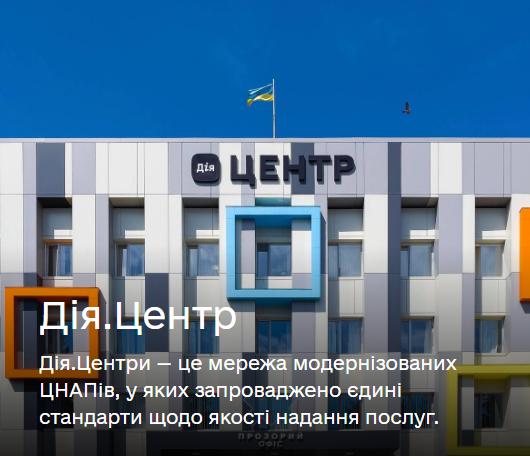 Дія
ЦЕНТР
Дія.Центр
Дія.Центри – це мережа модернізованих
ЦНАПів, у яких запроваджено єдині
стандарти щодо якості надання послуг.
ПРОЗОРИЙ
ОФІС